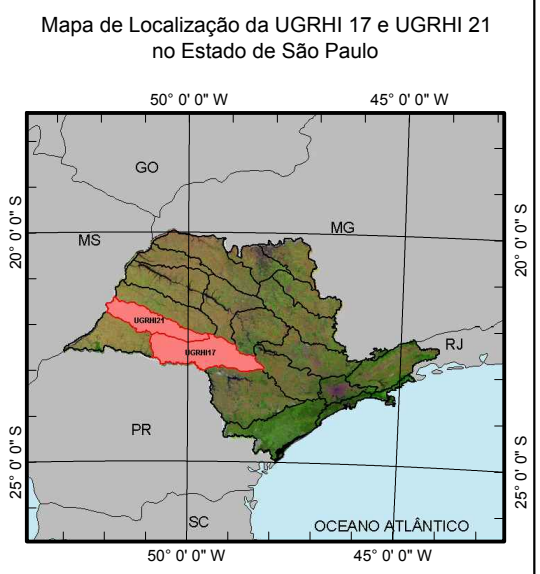 Mapa de Localização da UGRHI 17 e UGRHI 21
no Estado de São Paulo
50° 0' 0" W
45° 0' 0" W
GO
MS
MG
20° 0' 0" S
20° 0' 0" S
UGRHI21
UGRHI17
RJ
PR
25° 0' 0" S
25° 0' 0" S
SC
OCEANO ATLÂNTICO
50° 0' 0" W
45° 0' 0" W